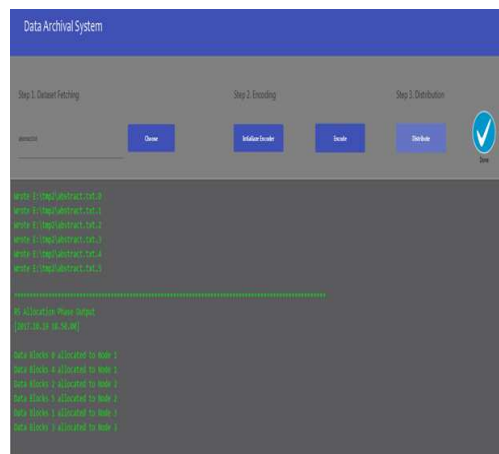 Data Archival System
Step 1. Dataset Fetching
Step 2. Encoding
Step 3. Distribution
abstract.txt
Choose
Initialize Encoder
Encode
Distribute
Done
Wrote E:\tmp2\abstract.txt.0
Wrote E:\tmp2\abstract.txt.1
Wrote E:\tmp2\abstract.txt.2
Wrote E:\tmp2\abstract.txt.3
Wrote E:\tmp2\abstract.txt.4
Wrote E:\tmp2\abstract.txt.5
RS Allocation Phase Output
Data Blocks 0 allocated to Node 1
Data Blocks 4 allocated to Node 1
Data Blocks 2 allocated to Node 2
Data Blocks 5 allocated to Node 2
Data Blocks 1 allocated to Node 3
Data Blocks 3 allocated to Node 3